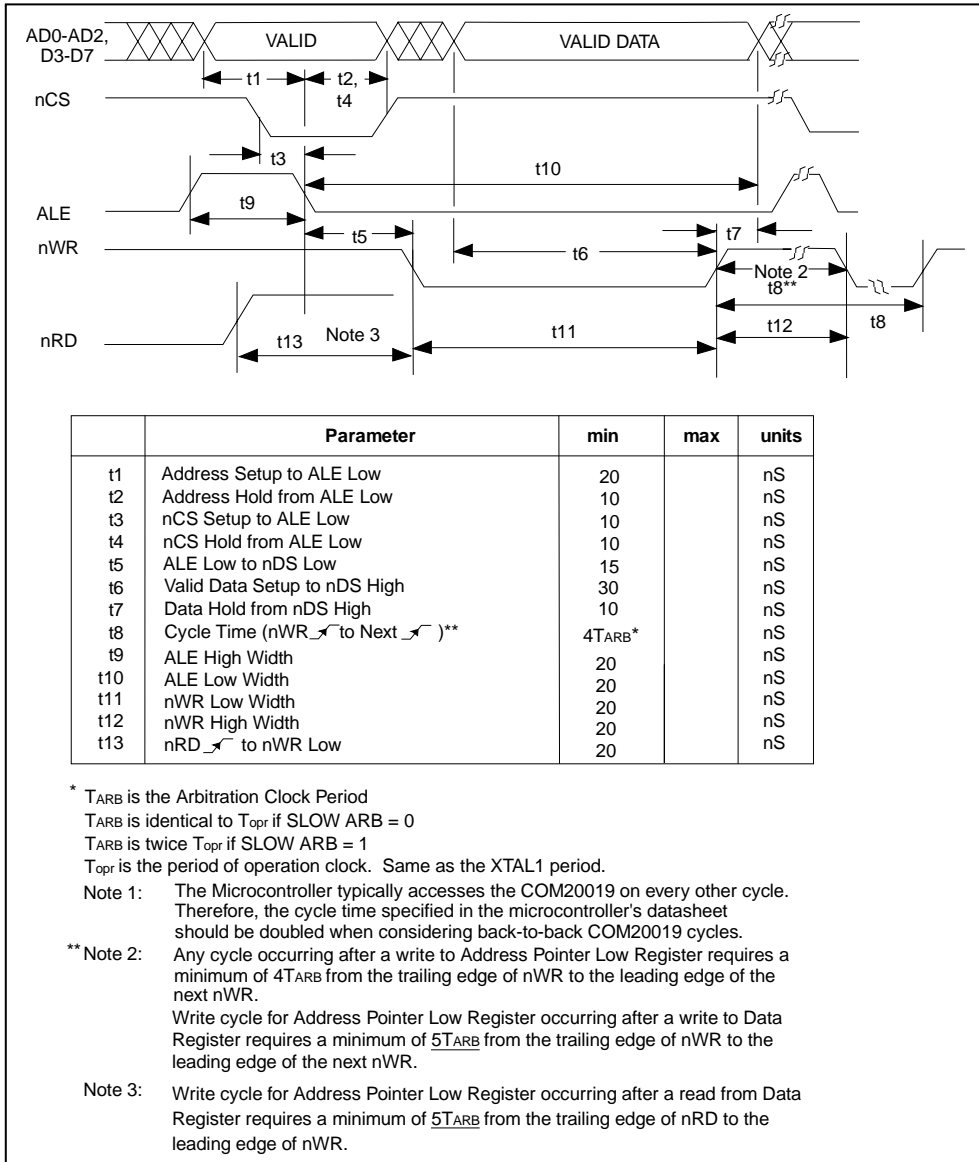 AD0-AD2,
D3-D7
VALID
VALID DATA
t1
t2,
t4
nCS
t3
t10
ALE
t9
nWR
t5
t6
t7
Note 2
t8**
t8
nRD
t13
Note 3
t11
t12
Parameter min max units
t1 Address Setup to ALE Low 20 nS
t2 Address Hold from ALE Low 10 nS
t3 nCS Setup to ALE Low 10 nS
t4 nCS Hold from ALE Low 10 nS
t5 ALE Low to nDS Low 15 nS
t6 Valid Data Setup to nDS High 30 nS
t7 Data Hold from nDS High 10 nS
t8 Cycle Time (nWR to Next )** 4TARB* nS
t9 ALE High Width 20 nS
t10 ALE Low Width 20 nS
t11 nWR Low Width 20 nS
t12 nWR High Width 20 nS
t13 nRD to nWR Low 20 nS
* TARB is the Arbitration Clock Period
TARB is identical to Topr if SLOW ARB = 0
TARB is twice Topr if SLOW ARB = 1
Topr is the period of operation clock. Same as the XTAL1 period.
Note 1: The Microcontroller typically accesses the COM20019 on every other cycle.
Therefore, the cycle time specified in the microcontroller's datasheet
should be doubled when considering back-to-back COM20019 cycles.
**Note 2: Any cycle occurring after a write to Address Pointer Low Register requires a
minimum of 4TARB from the trailing edge of nWR to the leading edge of the
next nWR.
Write cycle for Address Pointer Low Register occurring after a write to Data
Register requires a minimum of 5TARB from the trailing edge of nWR to the
leading edge of the next nWR.
Note 3: Write cycle for Address Pointer Low Register occurring after a read from Data
Register requires a minimum of 5TARB from the trailing edge of nRD to the
leading edge of nWR.